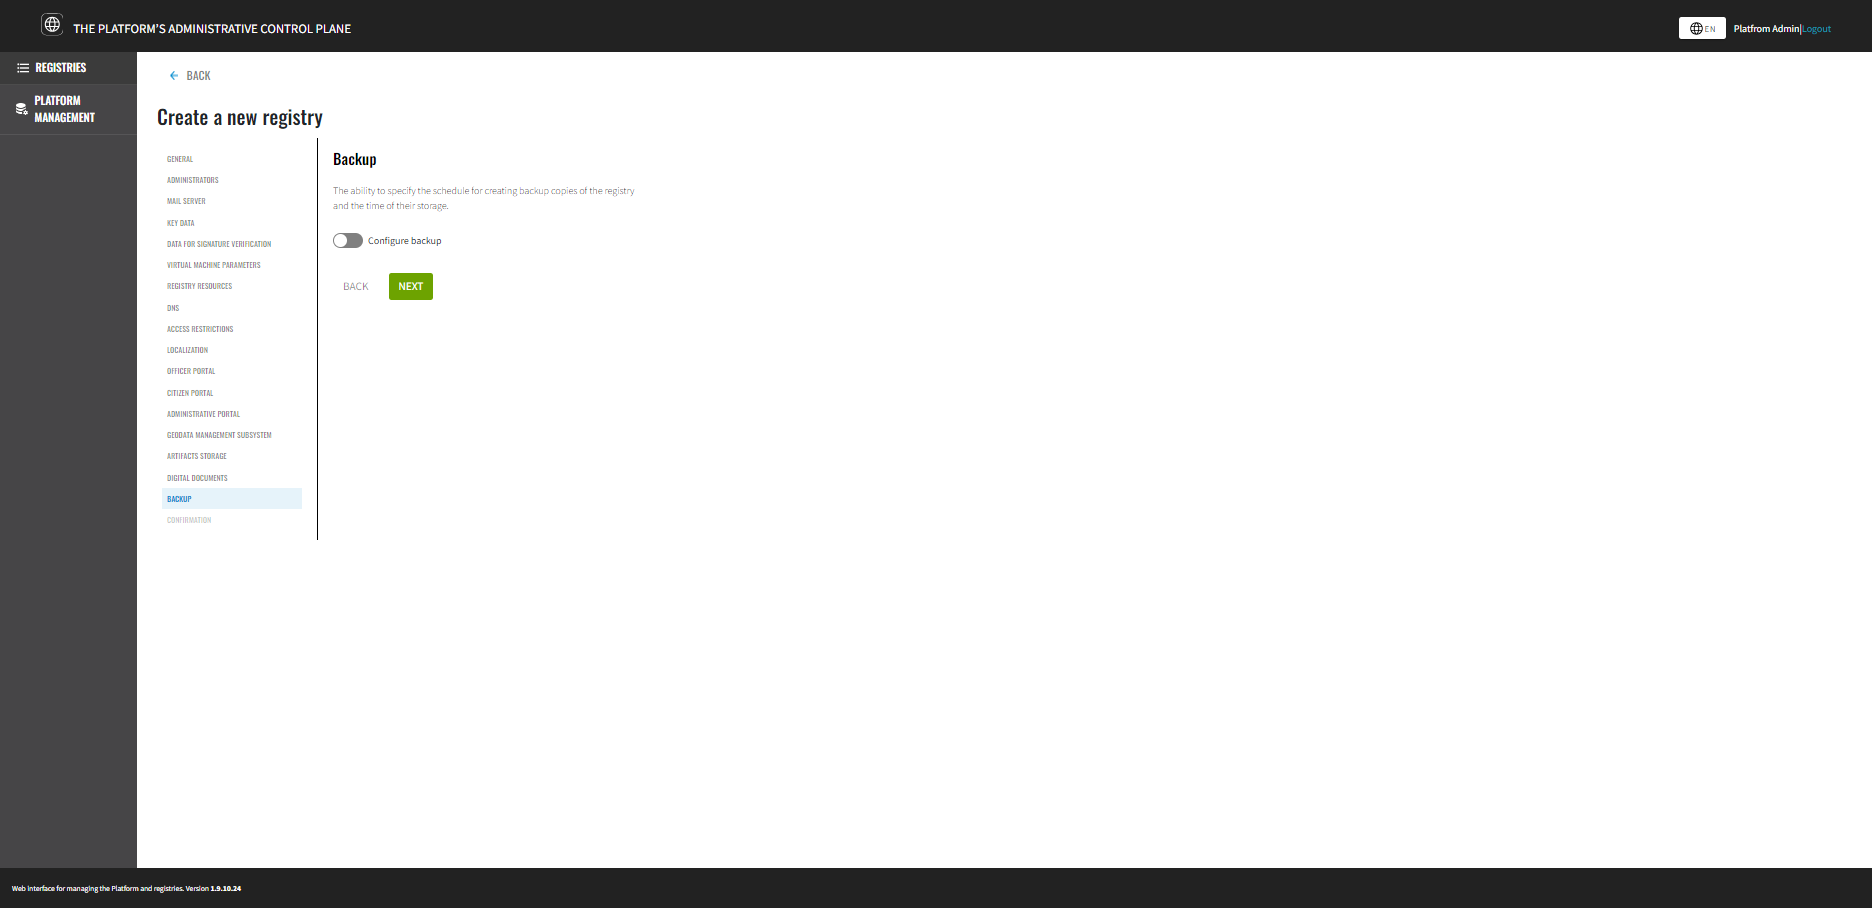 THE PLATFORM'S ADMINISTRATIVE CONTROL PLANE
EN
Platfrom Admin|Logout
REGISTRIES
PLATFORM
MANAGEMENT
BACK
Create a new registry
GENERAL
ADMINISTRATORS
MAIL SERVER
KEY DATA
DATA FOR SIGNATURE VERIFICATION
VIRTUAL MACHINE PARAMETERS
REGISTRY RESOURCES
DNS
ACCESS RESTRICTIONS
LOCALIZATION
OFFICER PORTAL
CITIZEN PORTAL
ADMINISTRATIVE PORTAL
GEODATA MANAGEMENT SUBSYSTEM
ARTIFACTS STORAGE
DIGITAL DOCUMENTS
BACKUP
CONFIRMATION
Backup
The ability to specify the schedule for creating backup copies of the registry
and the time of their storage.
Configure backup
BACK
NEXT
Web interface for managing the Platform and registries. Version 1.9.10.24